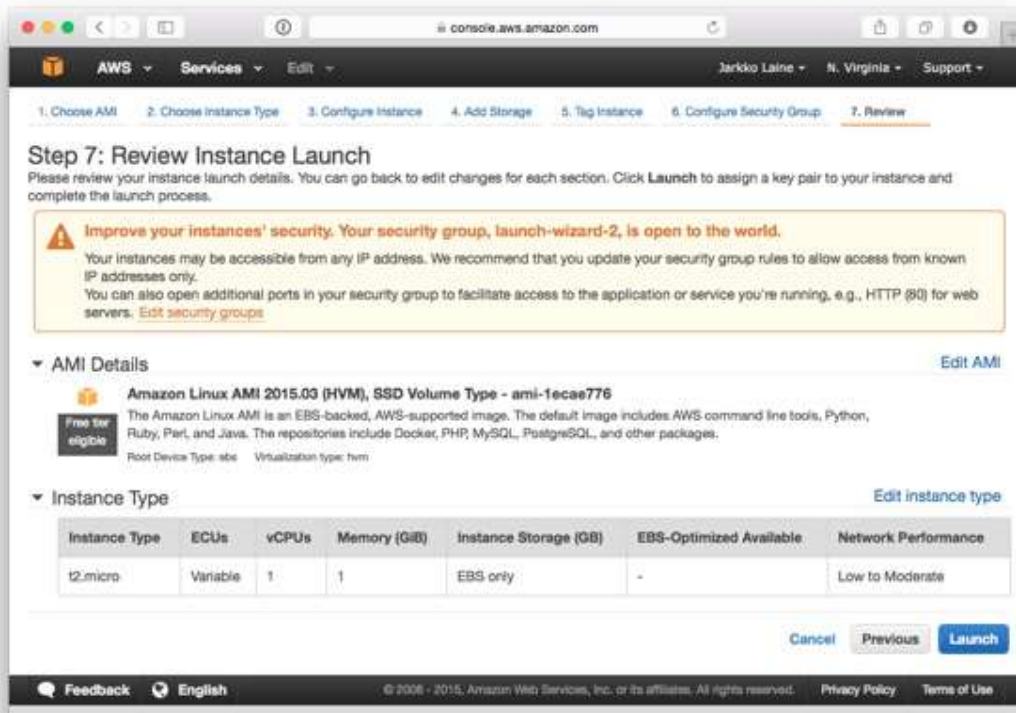 console.aws.amazon.com
AWS Services Edit Jarkko Laine N. Virginia Support
1. Choose AMI 2. Choose Instance Type 3. Configure Instance 4. Add Storage 5. Tag Instance 6. Configure Security Group 7. Review
Step 7: Review Instance Launch
Please review your instance launch details. You can go back to edit changes for each section. Click Launch to assign a key pair to your instance and
complete the launch process.
Improve your instances' security. Your security group, launch-wizard-2, is open to the world.
Your instances may be accessible from any IP address. We recommend that you update your security group rules to allow access from known
IP addresses only.
You can also open additional ports in your security group to facilitate access to the application or service you're running, e.g., HTTP (80) for web
servers. Edit security groups
AMI Details Edit AMI
Amazon Linux AMI 2015.03 (HVM), SSD Volume Type - ami-1ecae776
Free tier
eligible
The Amazon Linux AMI is an EBS-backed, AWS-supported image. The default image includes AWS command line tools, Python,
Ruby, Perl, and Java. The repositories include Docker, PHP, MySQL, PostgreSQL, and other packages.
Root Device Type: ebs Virtualization type: hvm
Instance Type Edit instance type
Instance Type ECUs vCPUs Memory (GiB) Instance Storage (GB) EBS-Optimized Available Network Performance
t2.micro Variable 1 1 EBS only - Low to Moderate
Cancel Previous Launch
Feedback English © 2008 - 2015, Amazon Web Services, Inc. or its affiliates. All rights reserved. Privacy Policy Terms of Use